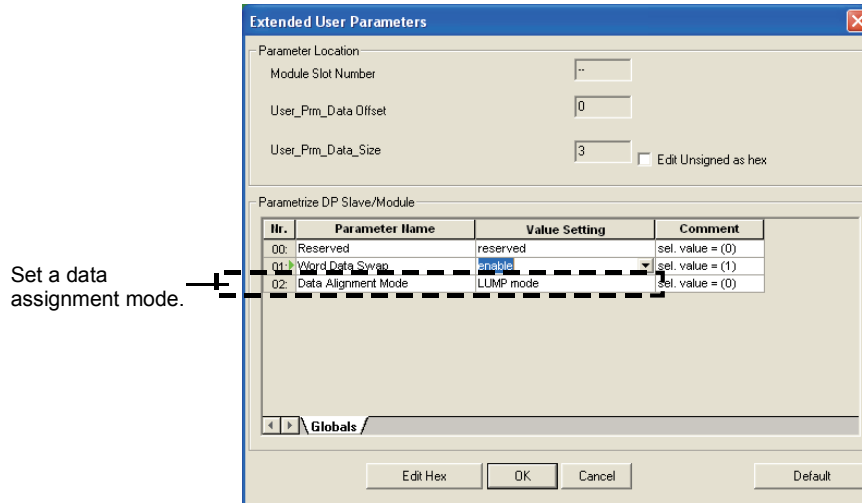 Extended User Parameters
Parameter Location
Module Slot Number --
User_Prm_Data Offset 0
User_Prm_Data_Size 3 Edit Unsigned as hex
Parametrize DP Slave/Module
Nr. Parameter Name Value Setting Comment
00: Reserved reserved sel. value = (0)
01: Word Data Swap enable sel. value = (1)
02: Data Alignment Mode LUMP mode sel. value = (0)
Set a data
assignment mode.
Globals
Edit Hex OK Cancel Default